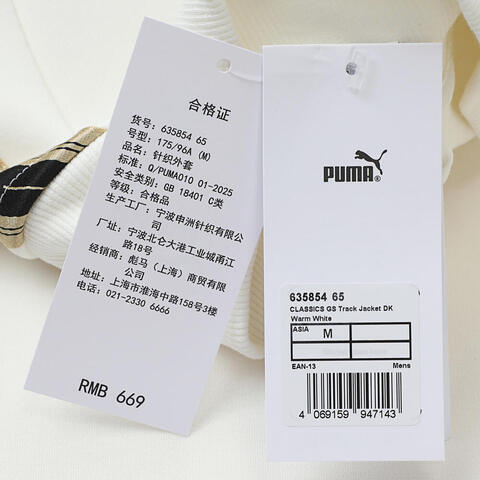 合格证
货号: 635854 65
号型: 175/96A (M)
品名: 针织外套
标准: Q/PUMA010 01-2025
安全类别: GB 18401 C类
等级: 合格品
生产工厂: 宁波申洲针织有限公
司
厂址: 宁波北仑大港工业城甬江
路18号
经销商: 彪马（上海）商贸有限
公司
地址: 上海市淮海中路158号3楼
电话: 021-2330 6666
RMB 669
PUMA®
635854 65
CLASSICS GS Track Jacket DK
Warm White
ASIA
M
EAN-13
Mens
4 069159 947143